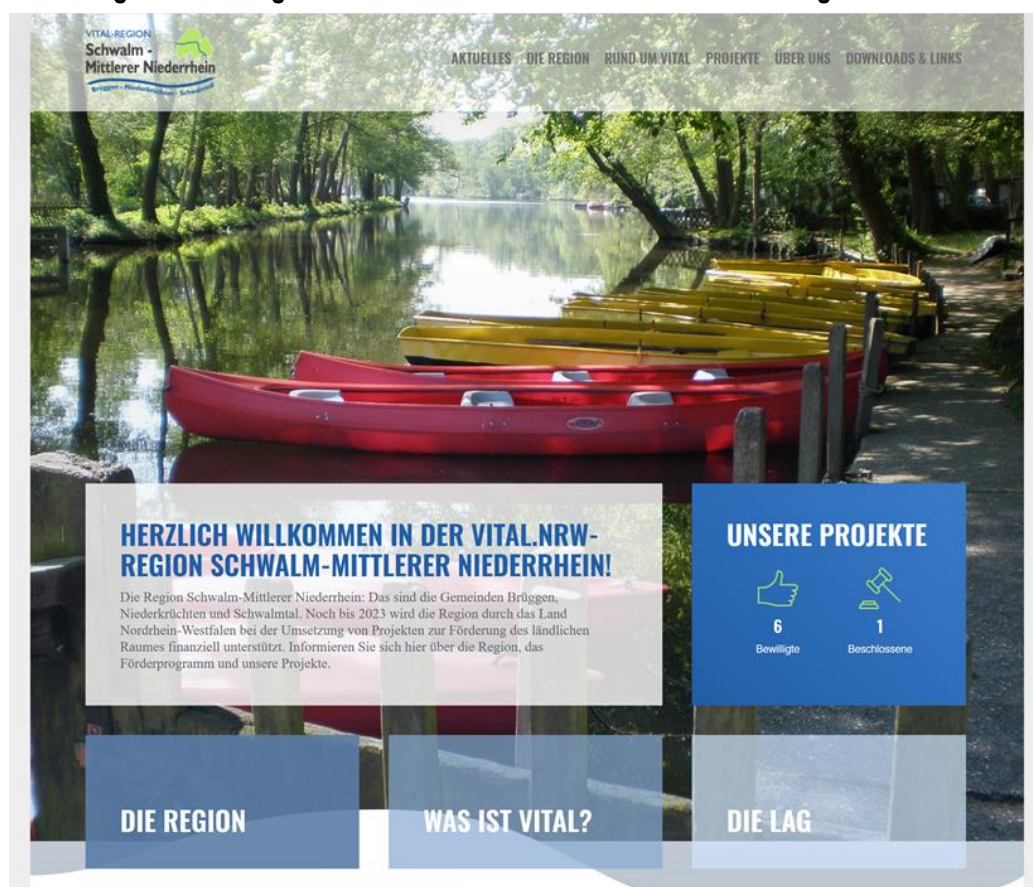 VITAL-REGION
Schwalm -
Mittlerer Niederrhein
Brüggen - Niederkrüchten - Schwalmtal
AKTUELLES DIE REGION RUND UM VITAL PROJEKTE ÜBER UNS DOWNLOADS & LINKS
HERZLICH WILLKOMMEN IN DER VITAL.NRW-
REGION SCHWALM-MITTLERER NIEDERRHEIN!
Die Region Schwalm-Mittlerer Niederrhein: Das sind die Gemeinden Brüggen,
Niederkrüchten und Schwalmtal. Noch bis 2023 wird die Region durch das Land
Nordrhein-Westfalen bei der Umsetzung von Projekten zur Förderung des ländlichen
Raumes finanziell unterstützt. Informieren Sie sich hier über die Region, das
Förderprogramm und unsere Projekte.
UNSERE PROJEKTE
6 1
Bewilligte Beschlossene
DIE REGION
WAS IST VITAL?
DIE LAG